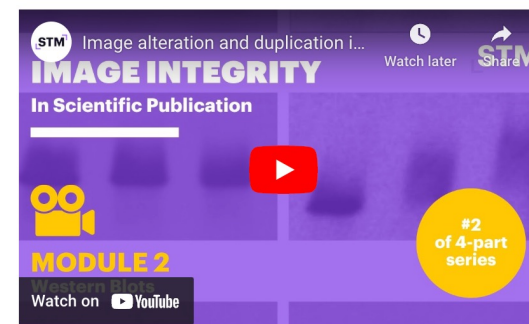 STM Image alteration and duplication i...
Watch later
Share
STM
IMAGE INTEGRITY
In Scientific Publication
#2
of 4-part
series
MODULE 2
Western Blots
Watch on YouTube